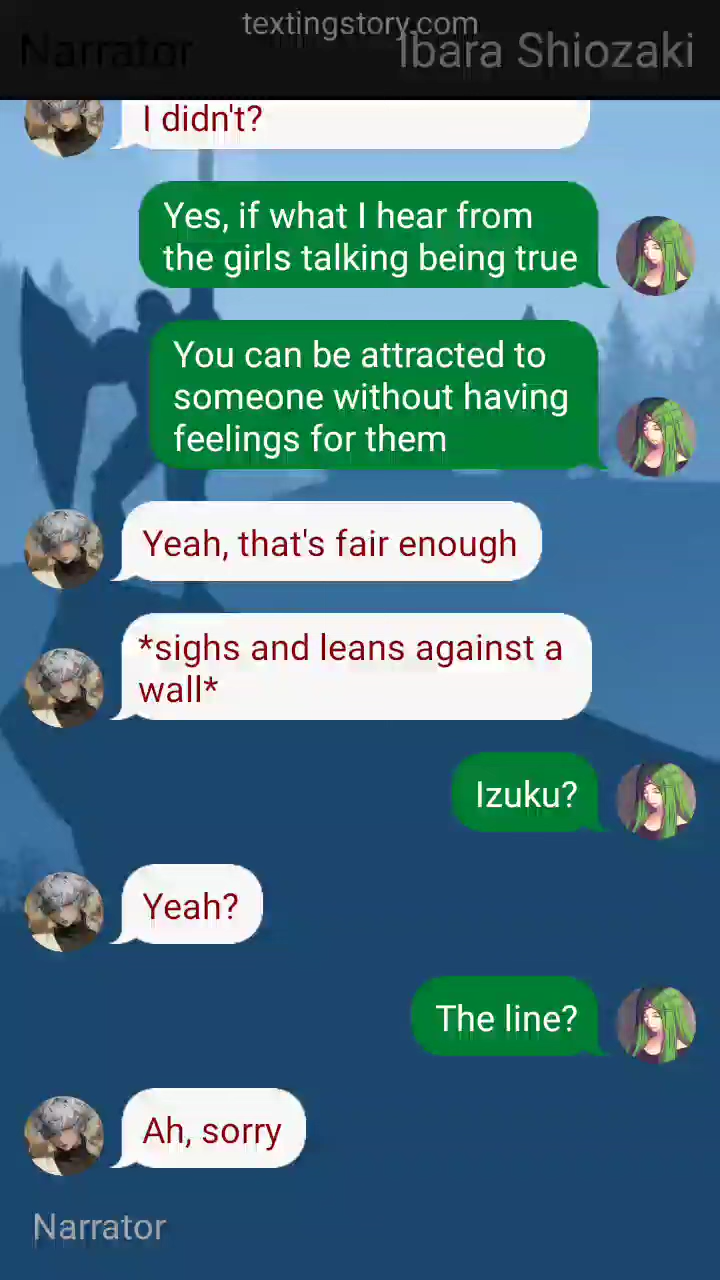 textingstory.com
Narrator
Ibara Shiozaki
I didn't?
Yes, if what I hear from
the girls talking being true
You can be attracted to
someone without having
feelings for them
Yeah, that's fair enough
*sighs and leans against a
wall*
Izuku?
Yeah?
The line?
Ah, sorry
Narrator